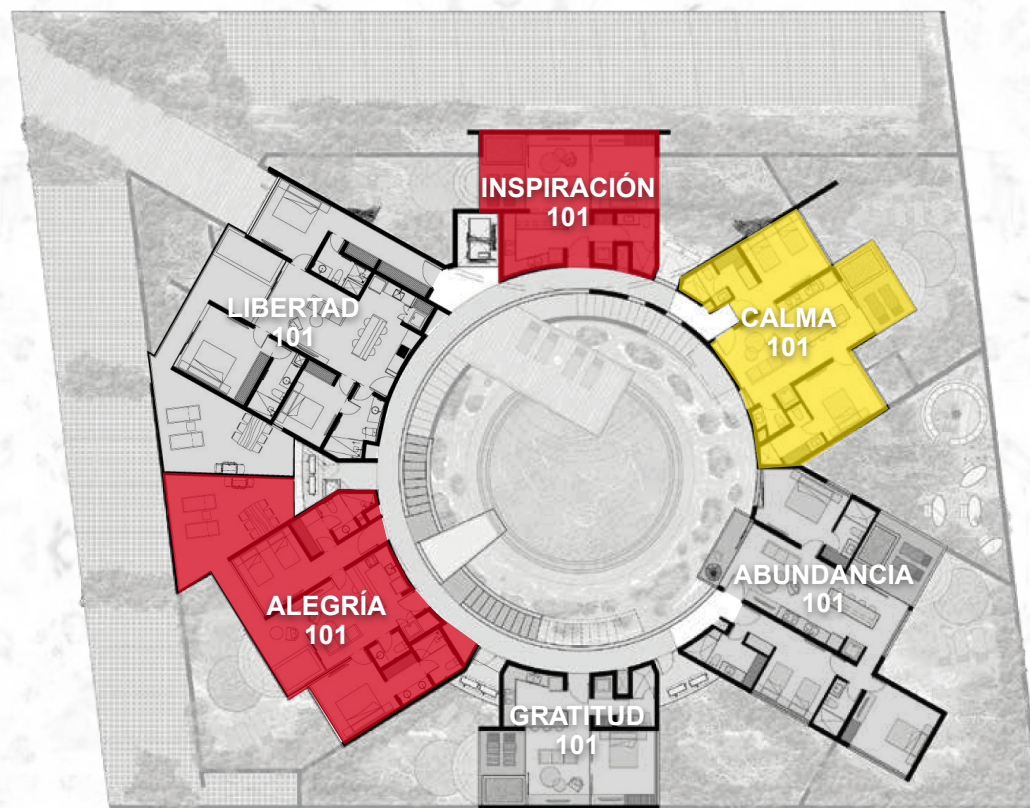 INSPIRACIÓN
101
LIBERTAD
101
CALMA
101
ABUNDANCIA
101
ALEGRÍA
101
GRATITUD
101